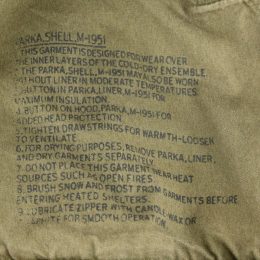 PARKA, SHELL, M-1951
THIS GARMENT IS DESIGNED FOR WEAR OVER
THE INNER LAYERS OF THE COLD-DRY ENSEMBLE.
THE PARKA, SHELL, M-1951 MAY ALSO BE WORN
WITHOUT LINER IN MODERATE TEMPERATURES.
BUTTON IN PARKA, LINER, M-1951 FOR
MAXIMUM INSULATION.
4. BUTTON ON HOOD, PARKA, M-1951 FOR
ADDED HEAD PROTECTION.
5. TIGHTEN DRAWSTRINGS FOR WARMTH-LOOSEN
TO VENTILATE.
6. FOR DRYING PURPOSES, REMOVE PARKA, LINER,
AND DRY GARMENTS SEPARATELY.
7. DO NOT PLACE THIS GARMENT NEAR HEAT
SOURCES SUCH AS OPEN FIRES.
8. BRUSH SNOW AND FROST FROM GARMENTS BEFORE
ENTERING HEATED SHELTERS.
9. LUBRICATE ZIPPER WITH CANDLE WAX OR
GRAPHITE FOR SMOOTH OPERATION.